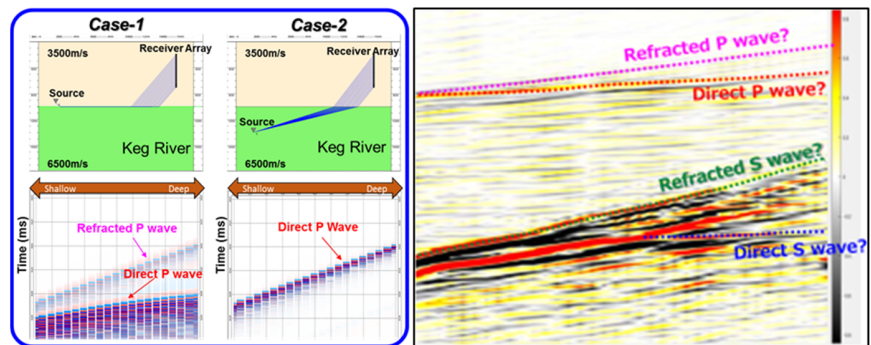 Case-1
Case-2
3500m/s
Receiver Array
Source
Keg River
6500m/s
3500m/s
Receiver Array
Source
Keg River
6500m/s
Shallow
Deep
Shallow
Deep
Time (ms)
Refracted P wave
Direct P wave
Time (ms)
Direct P Wave
Refracted P wave?
Direct P wave?
Refracted S wave?
Direct S wave?